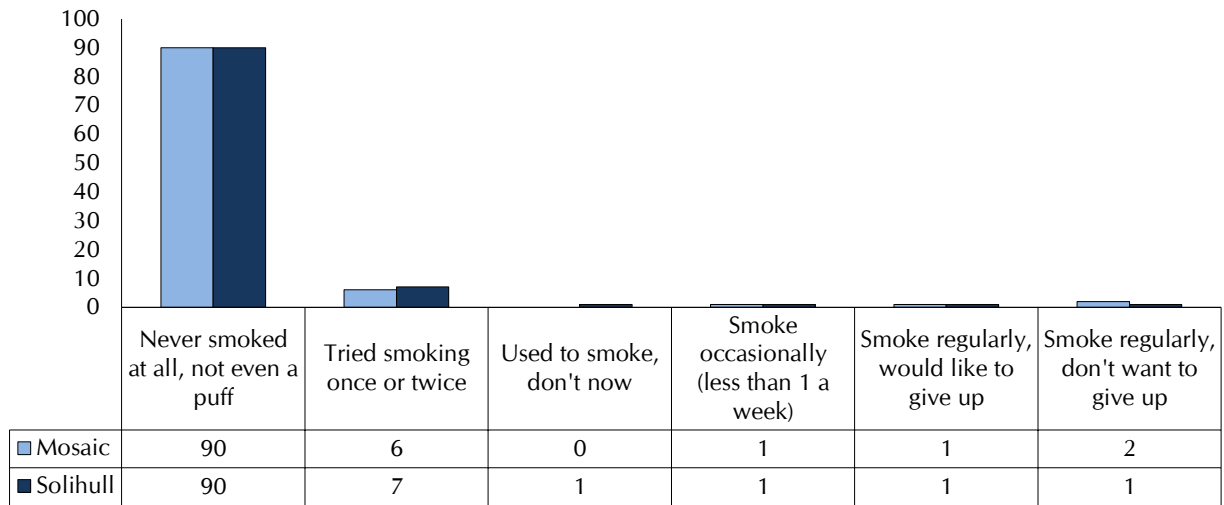 100
90
80
70
60
50
40
30
20
10
0
Never smoked at all, not even a puff
Tried smoking once or twice
Used to smoke, don't now
Smoke occasionally (less than 1 a week)
Smoke regularly, would like to give up
Smoke regularly, don't want to give up
Mosaic 90 6 0 1 1 2
Solihull 90 7 1 1 1 1